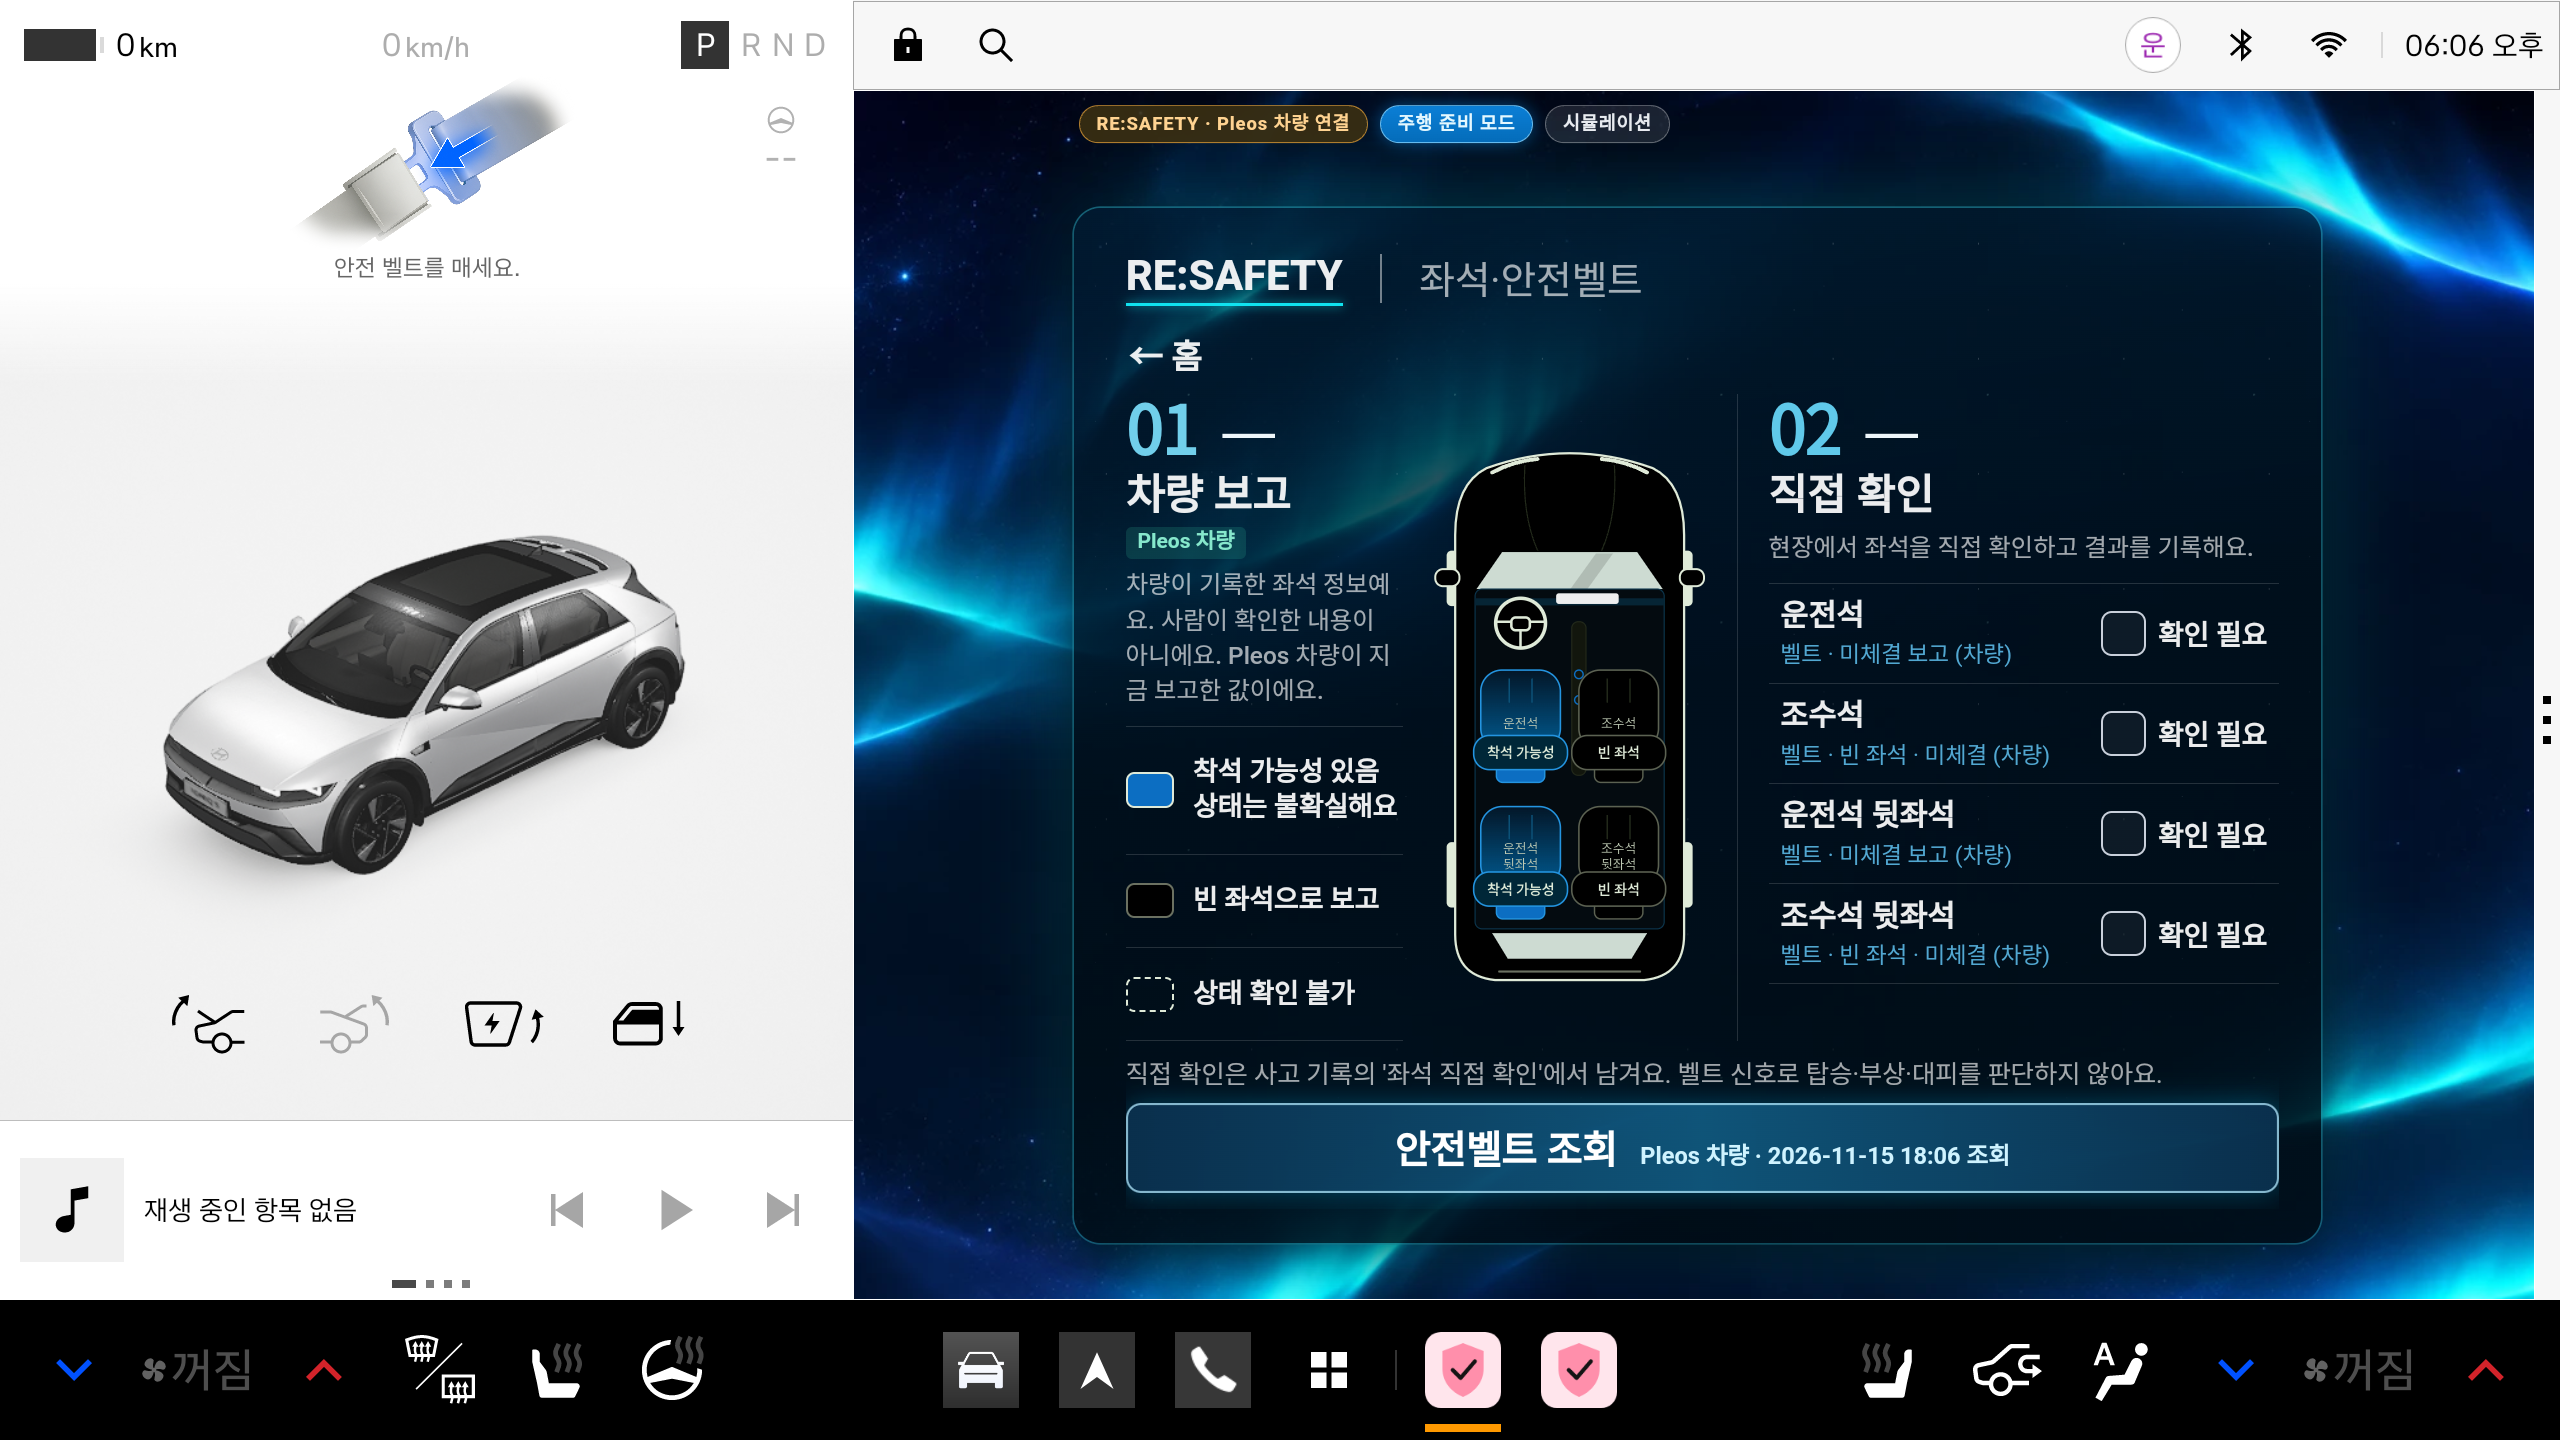 0 km
0 km/h
P R N D
안전 벨트를 매세요.
재생 중인 항목 없음
운
06:06 오후
RE:SAFETY · Pleos 차량 연결
주행 준비 모드
시뮬레이션
RE:SAFETY
좌석·안전벨트
← 홈
01 —
차량 보고
Pleos 차량
차량이 기록한 좌석 정보예
요. 사람이 확인한 내용이
아니에요. Pleos 차량이 지
금 보고한 값이에요.
착석 가능성 있음
상태는 불확실해요
빈 좌석으로 보고
상태 확인 불가
운전석
착석 가능성
조수석
빈 좌석
운전석
뒷좌석
착석 가능성
조수석
뒷좌석
빈 좌석
02 —
직접 확인
현장에서 좌석을 직접 확인하고 결과를 기록해요.
운전석
벨트 · 미체결 보고 (차량)
확인 필요
조수석
벨트 · 빈 좌석 · 미체결 (차량)
확인 필요
운전석 뒷좌석
벨트 · 미체결 보고 (차량)
확인 필요
조수석 뒷좌석
벨트 · 빈 좌석 · 미체결 (차량)
확인 필요
직접 확인은 사고 기록의 '좌석 직접 확인'에서 남겨요. 벨트 신호로 탑승·부상·대피를 판단하지 않아요.
안전벨트 조회 Pleos 차량 · 2026-11-15 18:06 조회
꺼짐
A
꺼짐